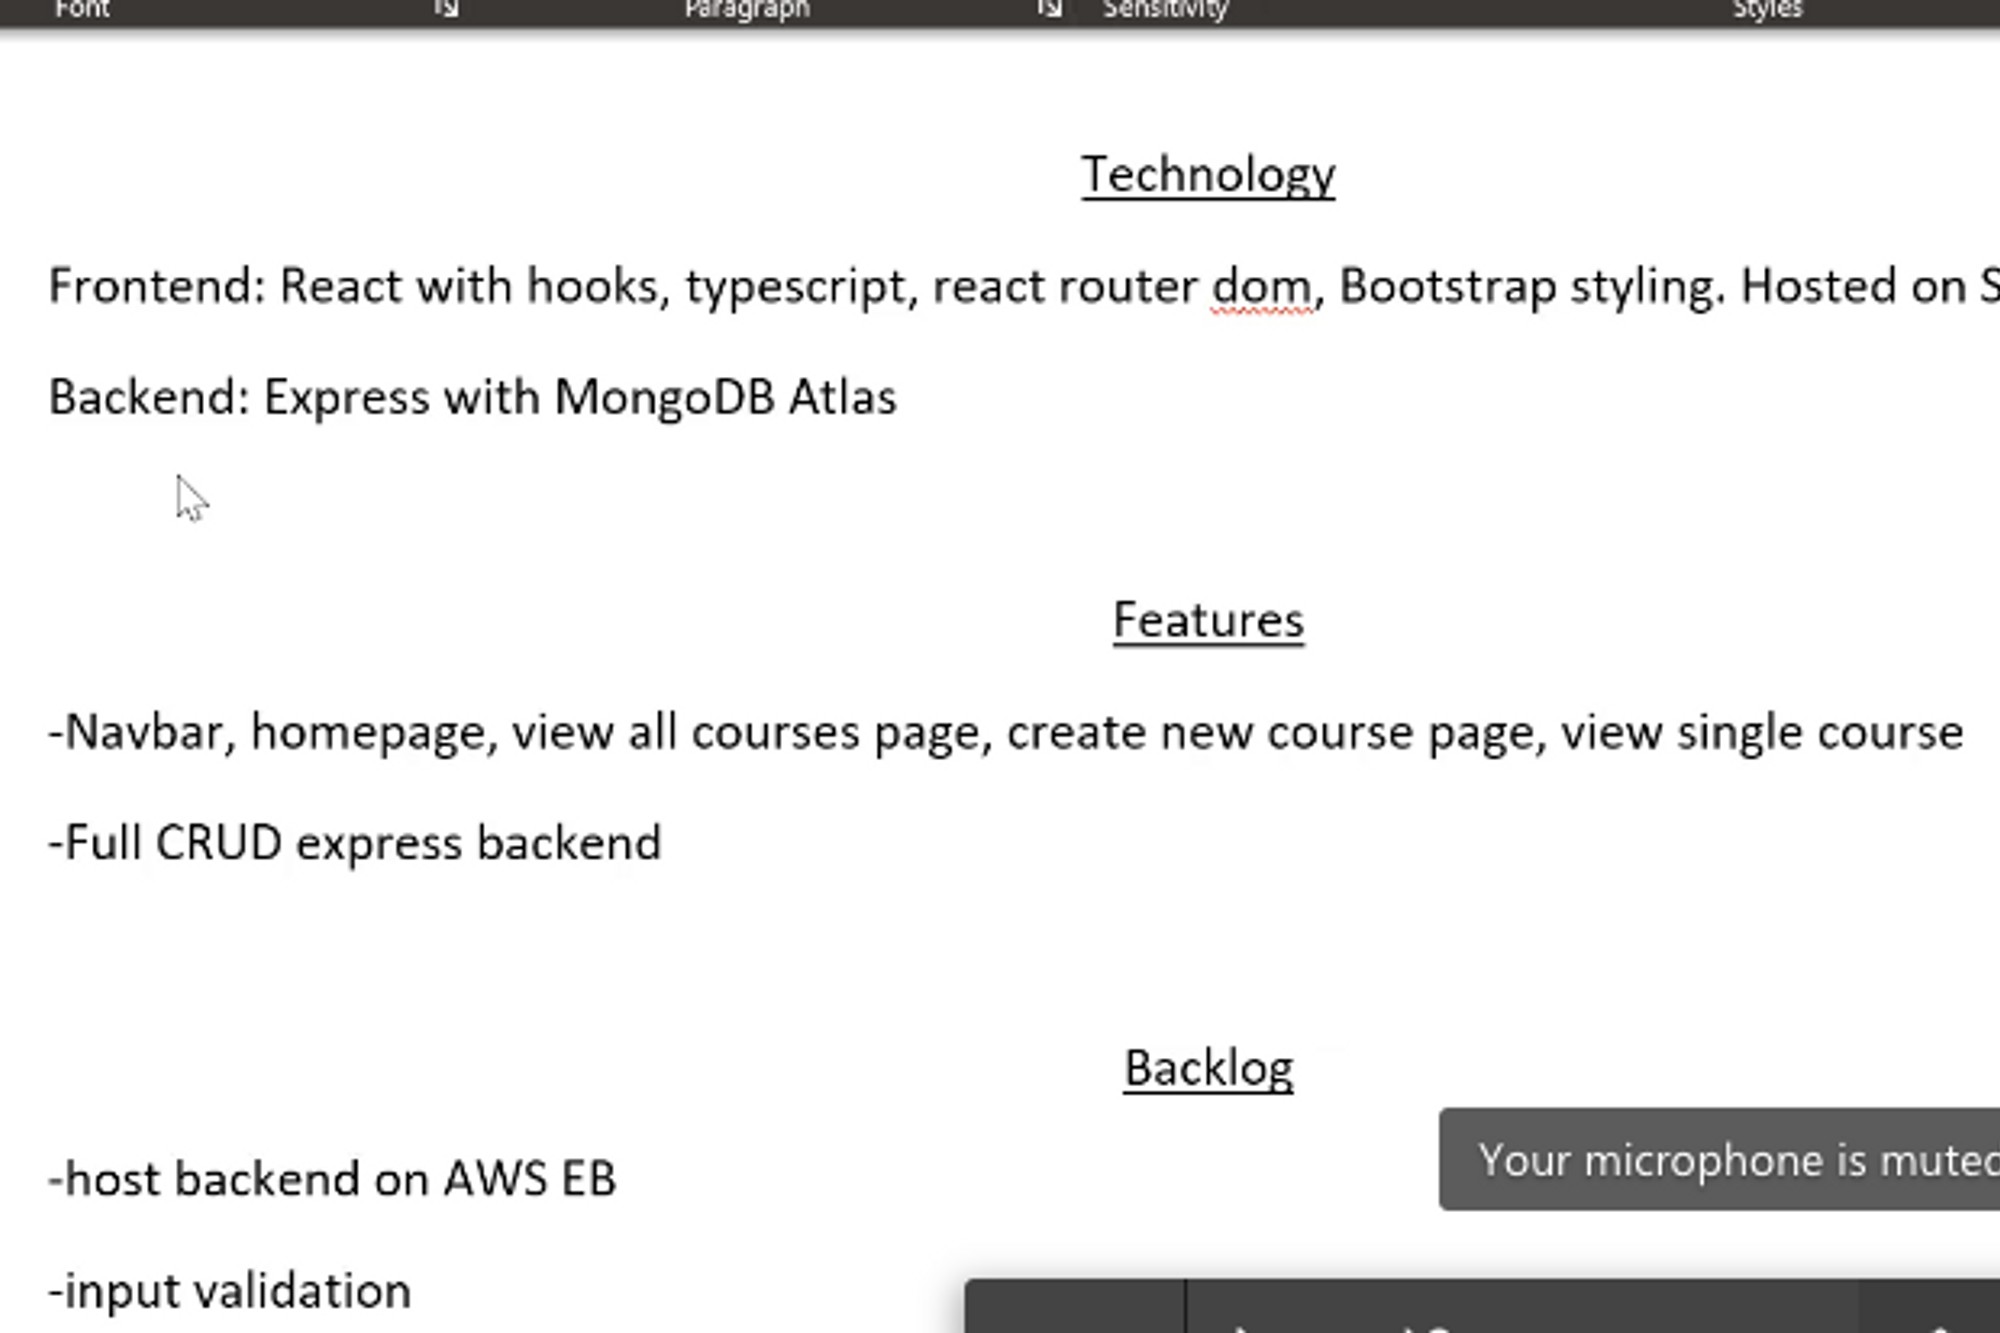 Font Paragraph Sensitivity Styles
Technology
Frontend: React with hooks, typescript, react router dom, Bootstrap styling. Hosted on S
Backend: Express with MongoDB Atlas
Features
-Navbar, homepage, view all courses page, create new course page, view single course
-Full CRUD express backend
Backlog
-host backend on AWS EB
Your microphone is muted
-input validation